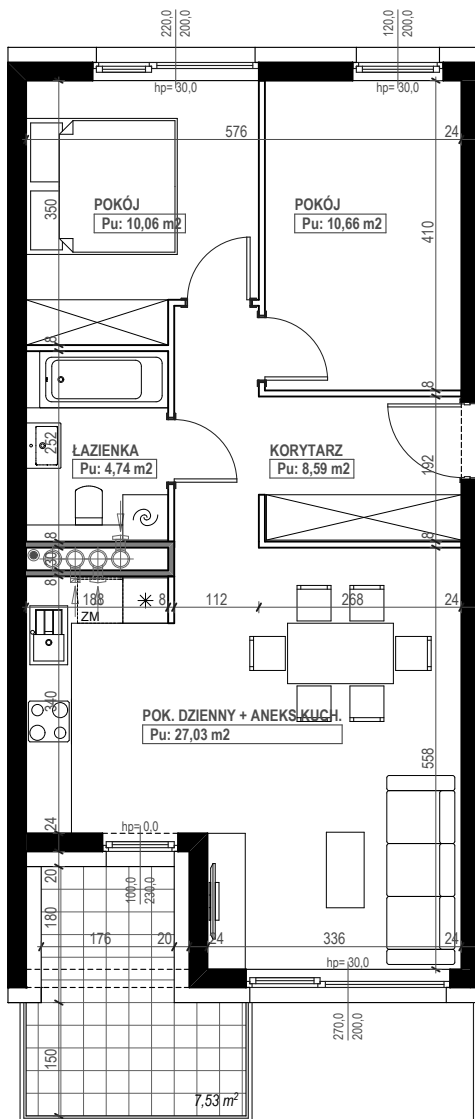 220,0
200,0
120,0
200,0
hp= 30,0
hp= 30,0
576
24
350
POKÓJ
Pu: 10,06 m2
POKÓJ
Pu: 10,66 m2
410
8
8
252
ŁAZIENKA
Pu: 4,74 m2
KORYTARZ
Pu: 8,59 m2
192
8
8
30
8
188
8
112
268
24
ZM
340
POK. DZIENNY + ANEKS KUCH.
Pu: 27,03 m2
558
24
hp= 0,0
20
100,0
230,0
180
176
20
24
336
24
hp= 30,0
270,0
200,0
150
7,53 m²